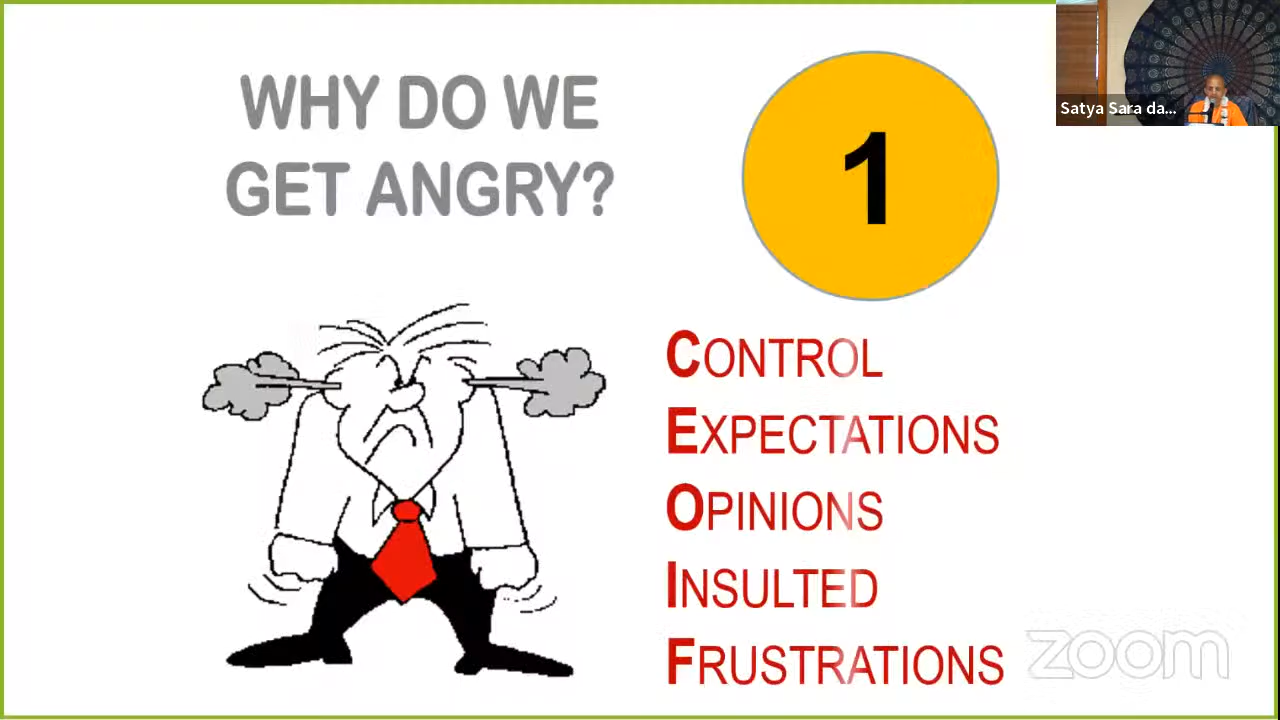 WHY DO WE
GET ANGRY?
1
CONTROL
EXPECTATIONS
OPINIONS
INSULTED
FRUSTRATIONS
Satya Sara da...
zoom